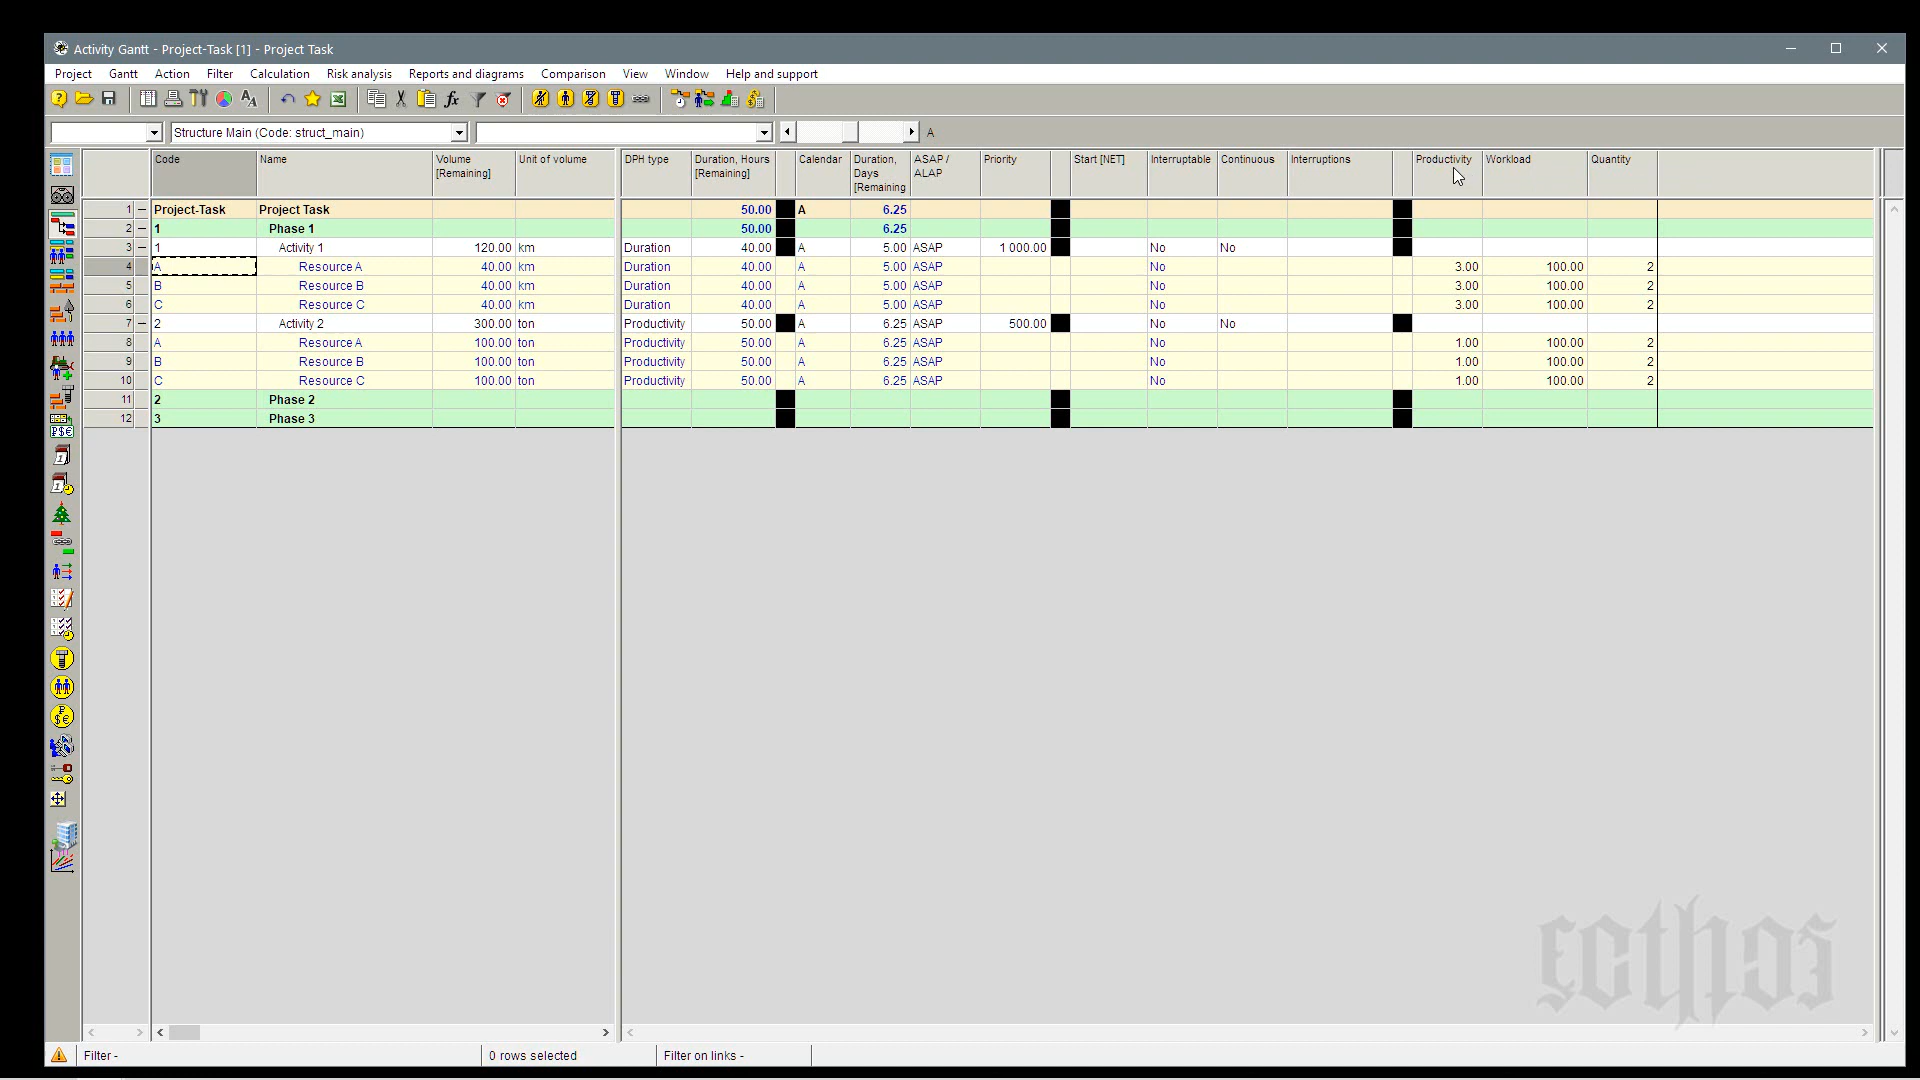 Activity Gantt - Project-Task [1] - Project Task
Project Gantt Action Filter Calculation Risk analysis Reports and diagrams Comparison View Window Help and support
Structure Main (Code: struct_main) A
Code Name Volume [Remaining] Unit of volume DPH type Duration, Hours [Remaining] Calendar Duration, Days [Remaining ASAP / ALAP Priority Start [NET] Interruptable Continuous Interruptions Productivity Workload Quantity
1 Project-Task Project Task 50.00 A 6.25
2 1 Phase 1 50.00 6.25
3 1 Activity 1 120.00 km Duration 40.00 A 5.00 ASAP 1 000.00 No No
4 A Resource A 40.00 km Duration 40.00 A 5.00 ASAP No 3.00 100.00 2
5 B Resource B 40.00 km Duration 40.00 A 5.00 ASAP No 3.00 100.00 2
6 C Resource C 40.00 km Duration 40.00 A 5.00 ASAP No 3.00 100.00 2
7 2 Activity 2 300.00 ton Productivity 50.00 A 6.25 ASAP 500.00 No No
8 A Resource A 100.00 ton Productivity 50.00 A 6.25 ASAP No 1.00 100.00 2
9 B Resource B 100.00 ton Productivity 50.00 A 6.25 ASAP No 1.00 100.00 2
10 C Resource C 100.00 ton Productivity 50.00 A 6.25 ASAP No 1.00 100.00 2
11 2 Phase 2
12 3 Phase 3
Filter - 0 rows selected Filter on links -